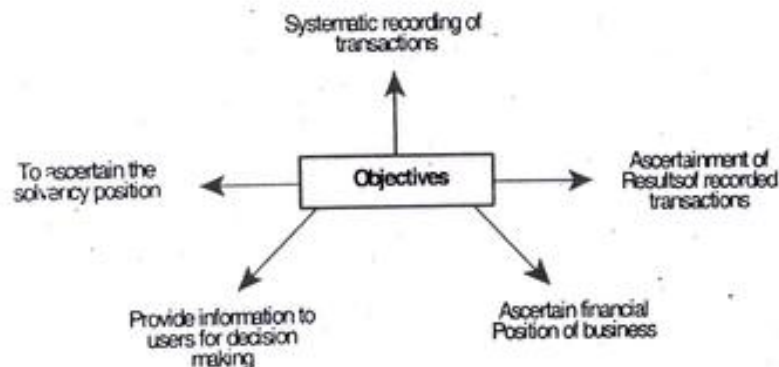 Systematic recording of
transactions
To ascertain the
solvency position
Objectives
Ascertainment of
Resultsof recorded
transactions
Provide information to
users for decision
making
Ascertain financial
Position of business